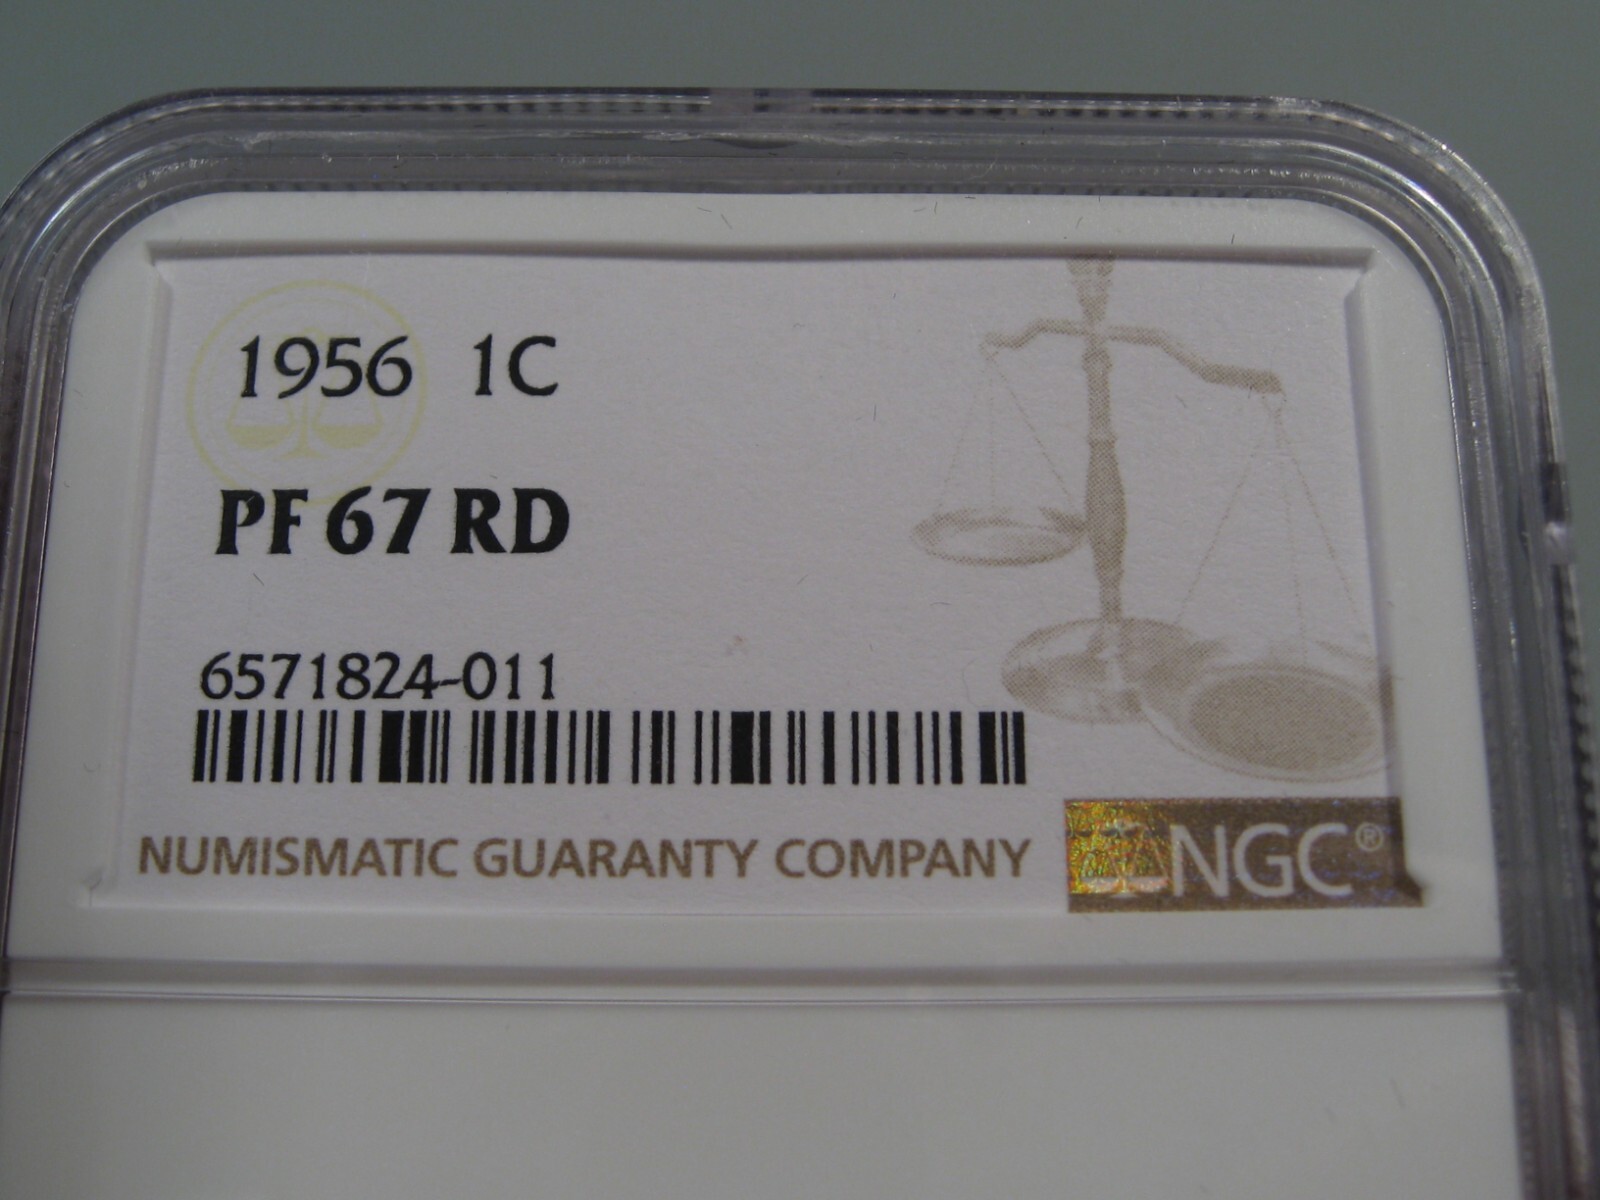 1956 1C
PF 67 RD
6571824-011
NUMISMATIC GUARANTY COMPANY
NGC®